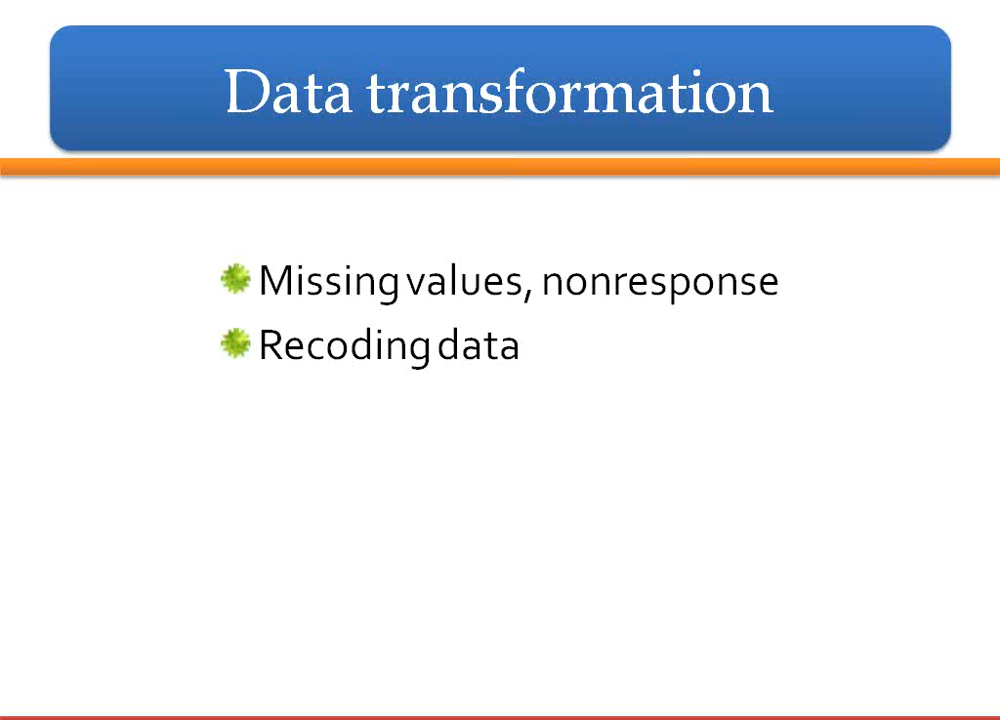 Data transformation
Missing values, nonresponse
Recoding data